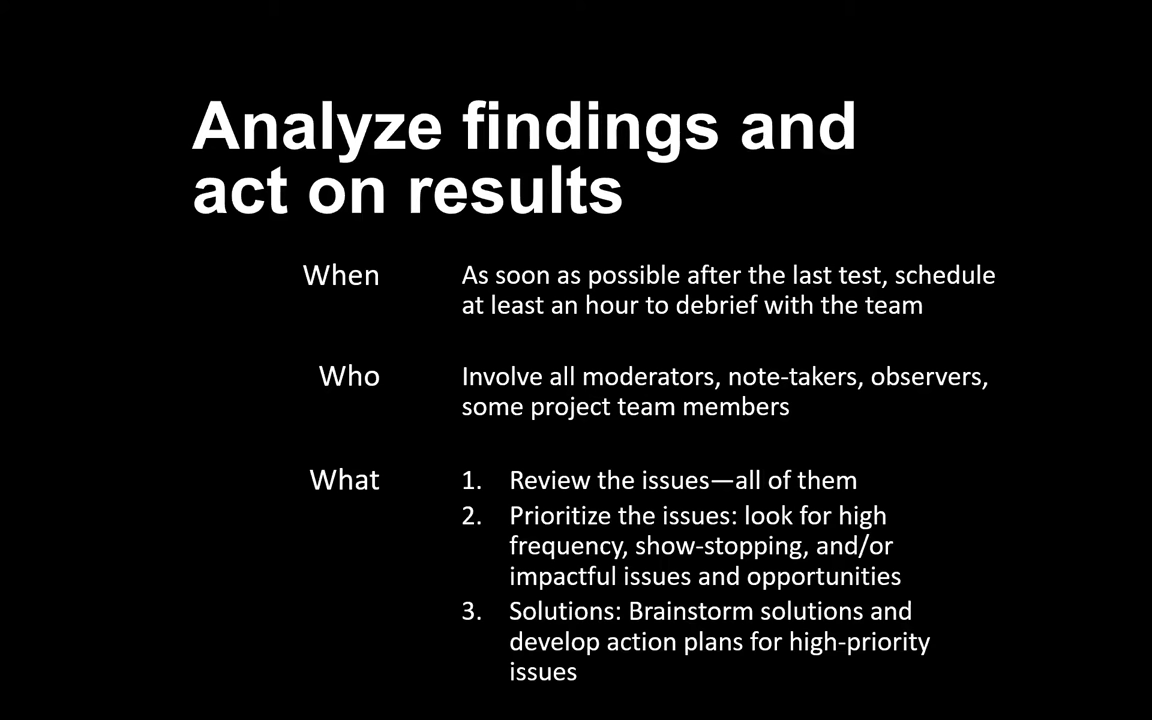 Analyze findings and
act on results
When
As soon as possible after the last test, schedule
at least an hour to debrief with the team
Who
Involve all moderators, note-takers, observers,
some project team members
What
1. Review the issues—all of them
2. Prioritize the issues: look for high
frequency, show-stopping, and/or
impactful issues and opportunities
3. Solutions: Brainstorm solutions and
develop action plans for high-priority
issues